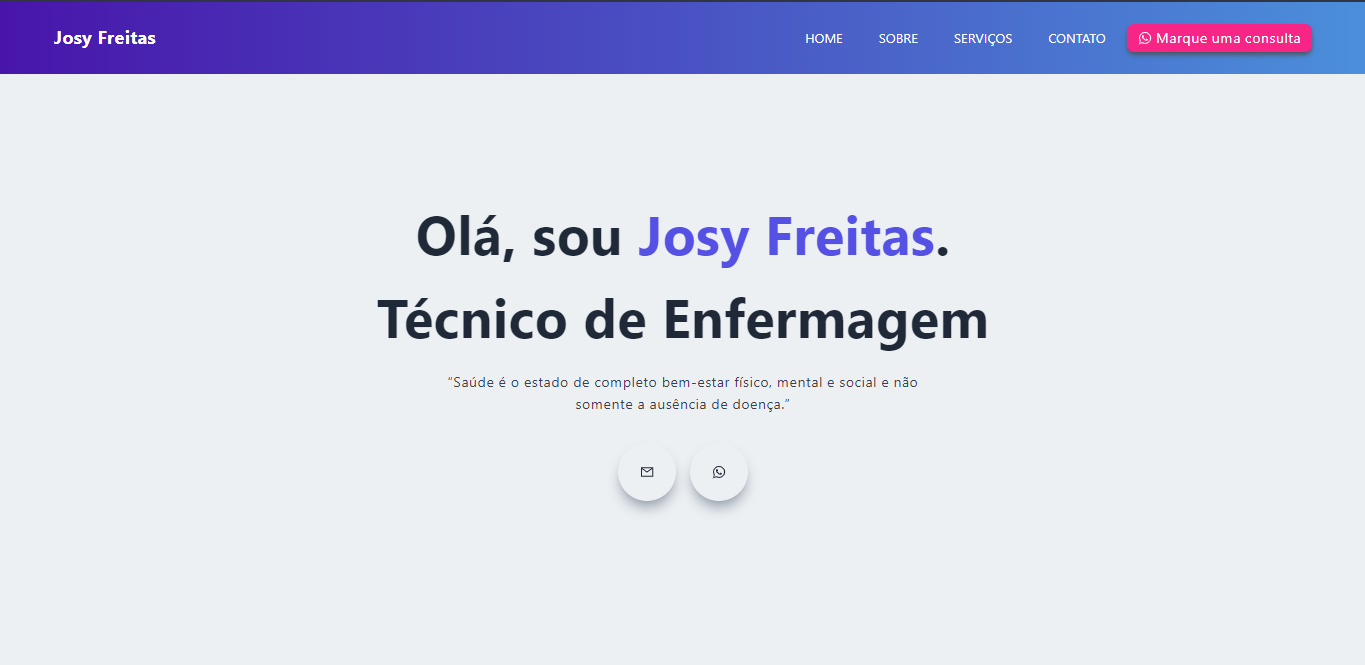 Josy Freitas
HOME
SOBRE
SERVIÇOS
CONTATO
Marque uma consulta
Olá, sou Josy Freitas.
Técnico de Enfermagem
"Saúde é o estado de completo bem-estar físico, mental e social e não
somente a ausência de doença."